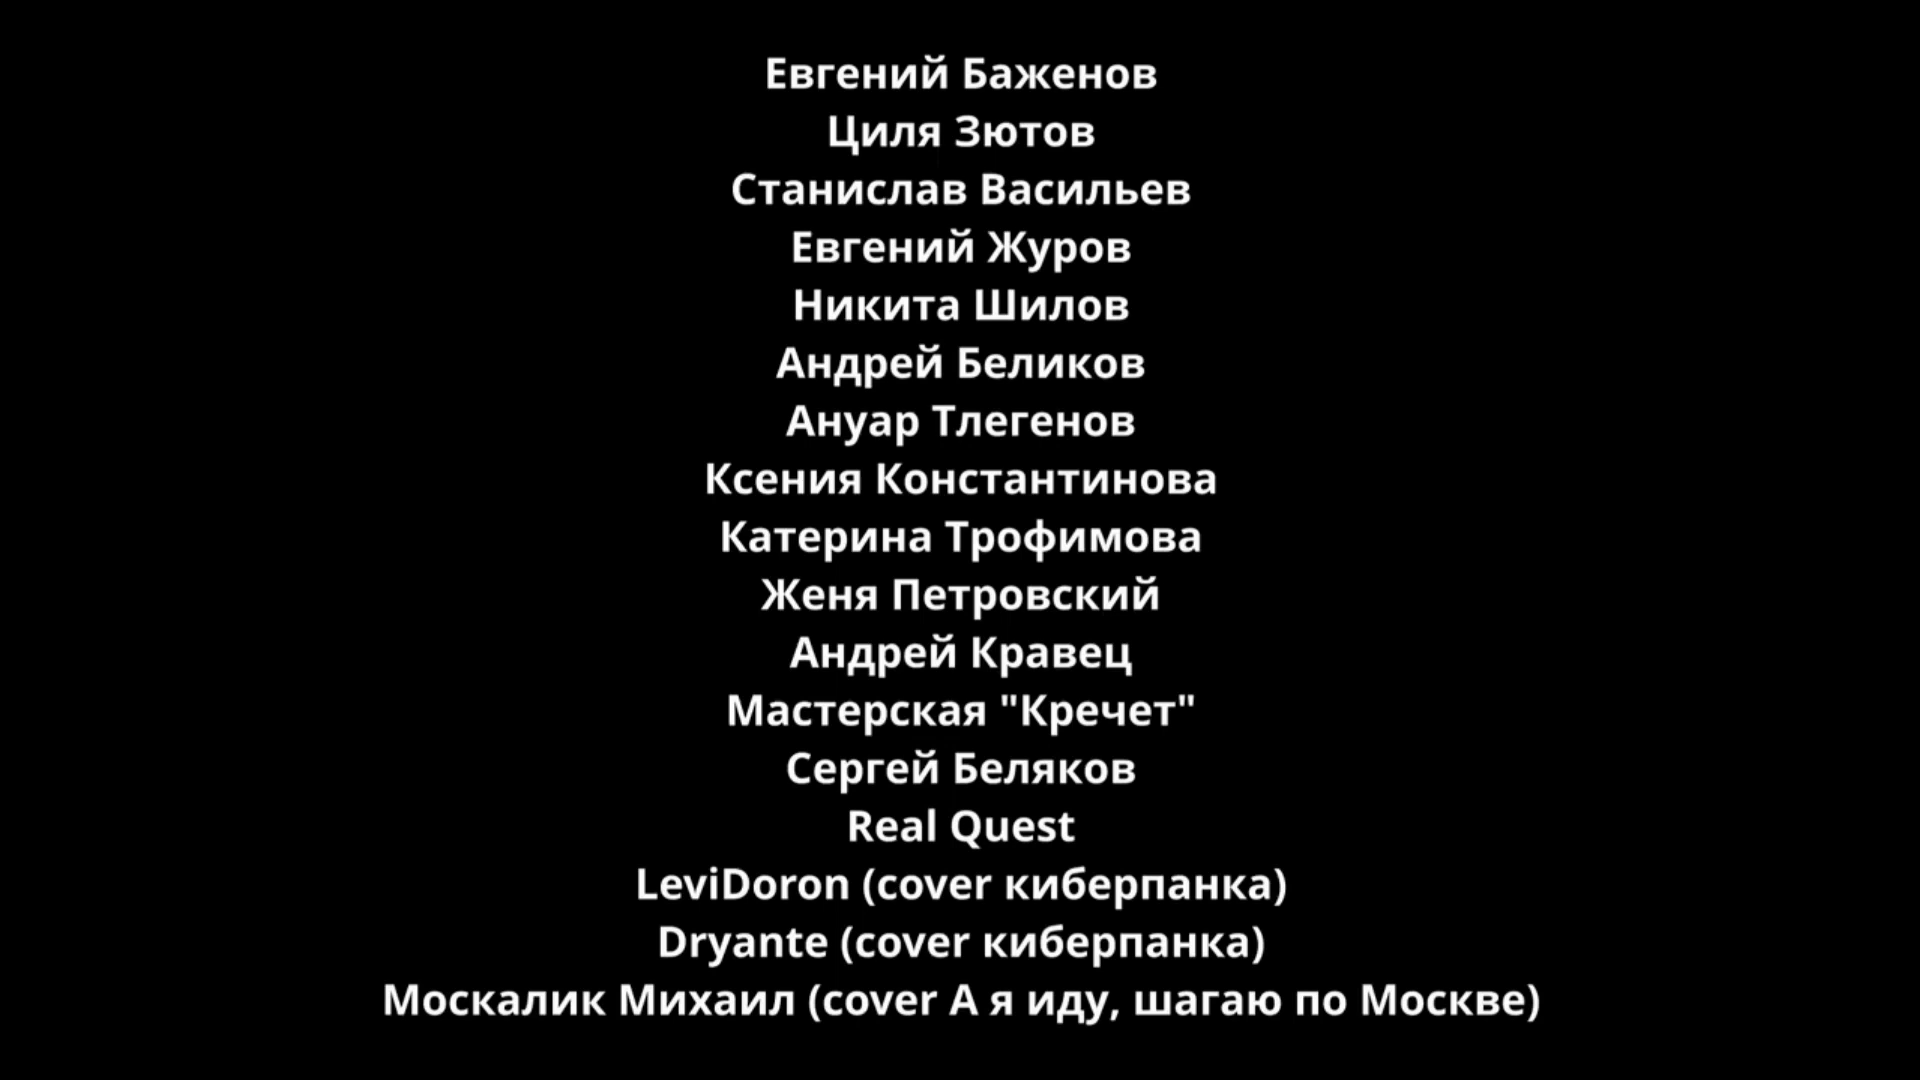 Евгений Баженов
Циля Зютов
Станислав Васильев
Евгений Журов
Никита Шилов
Андрей Беликов
Ануар Тлегенов
Ксения Константинова
Катерина Трофимова
Женя Петровский
Андрей Кравец
Мастерская "Кречет"
Сергей Беляков
Real Quest
LeviDoron (cover киберпанка)
Dryante (cover киберпанка)
Москалик Михаил (cover А я иду, шагаю по Москве)